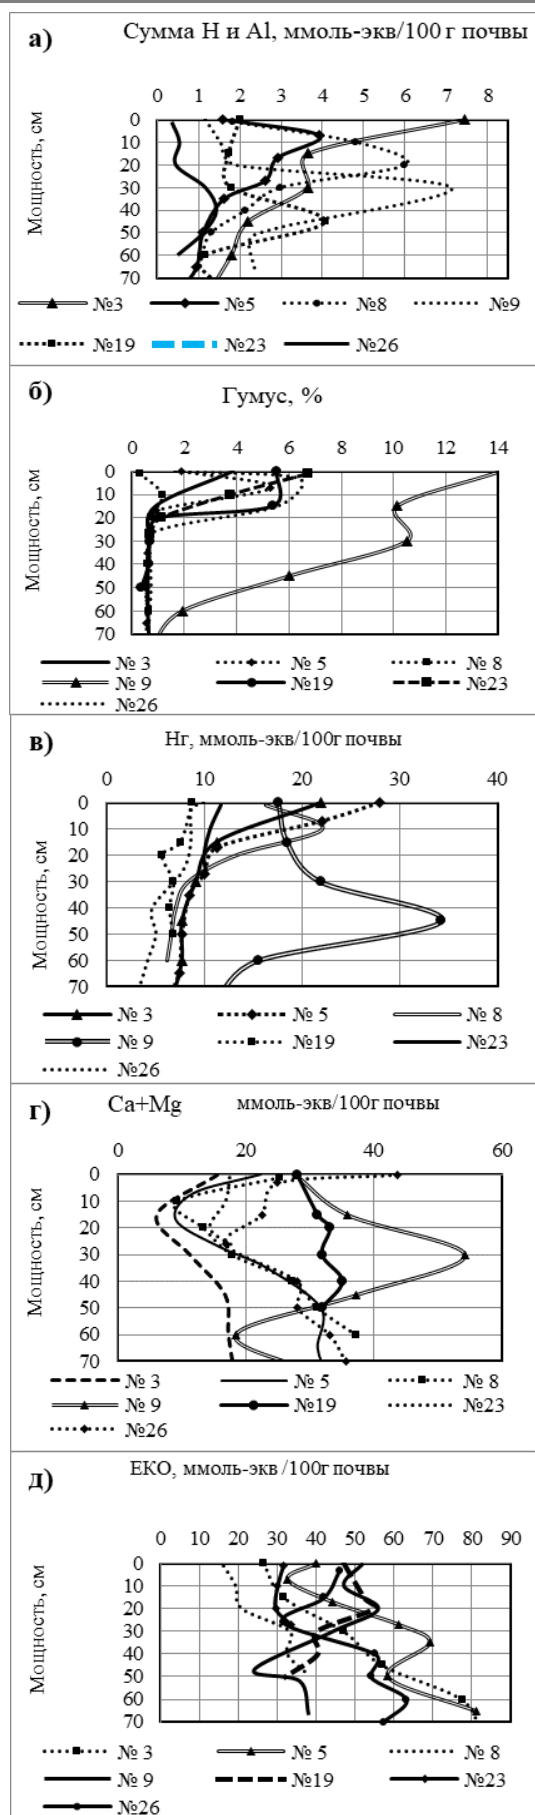 а)
Сумма Н и Al, ммоль-экв/100 г почвы
0 1 2 3 4 5 6 7 8
Мощность, см
0
10
20
30
40
50
60
70
№3 №5 №8 №9
№19 №23 №26
б)
Гумус, %
0 2 4 6 8 10 12 14
Мощность, см
0
10
20
30
40
50
60
70
№ 3 № 5 № 8
№ 9 №19 №23
№26
в)
Нг, ммоль-экв/100г почвы
0 10 20 30 40
Мощность, см
0
10
20
30
40
50
60
70
№ 3 № 5 № 8
№ 9 №19 №23
№26
г)
Ca+Mg ммоль-экв/100г почвы
0 20 40 60
Мощность, см
0
10
20
30
40
50
60
70
№ 3 № 5 № 8
№ 9 №19 №23
№26
д)
ЕКО, ммоль-экв /100г почвы
0 10 20 30 40 50 60 70 80 90
Мощность, см
0
10
20
30
40
50
60
70
№ 3 № 5 № 8
№ 9 №19 №23
№26